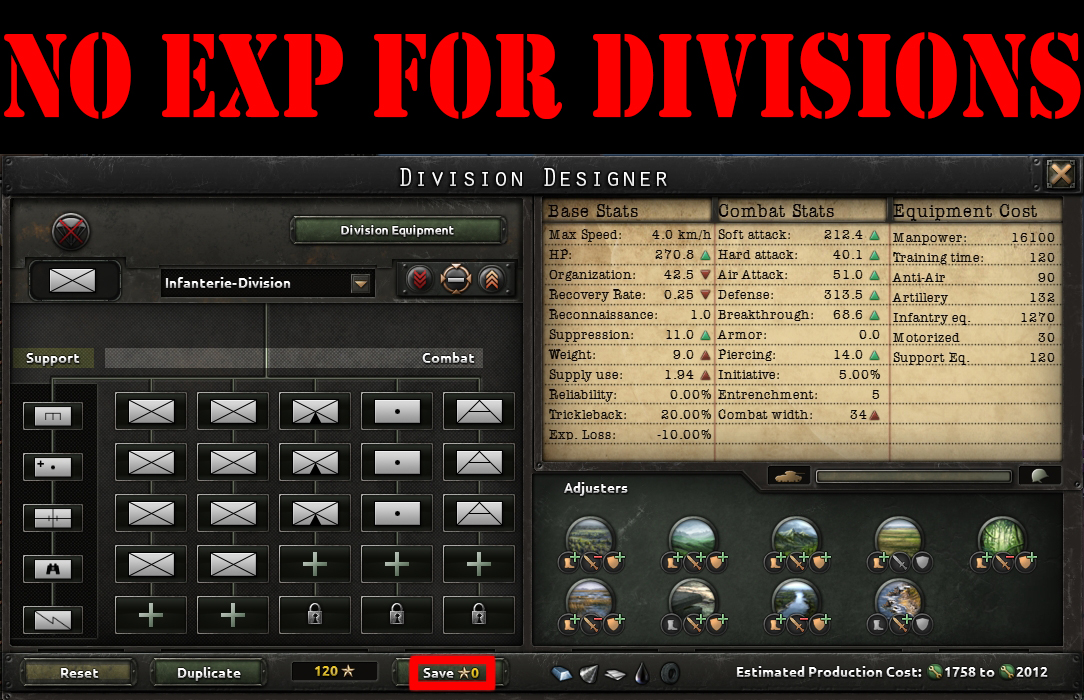 NO EXP FOR DIVISIONS
Division Designer
Division Equipment
Infanterie-Division
Support
Combat
Base Stats
Max Speed: 4.0 km/h
HP: 270.8
Organization: 42.5
Recovery Rate: 0.25
Reconnaissance: 1.0
Suppression: 11.0
Weight: 9.0
Supply use: 1.94
Reliability: 0.00%
Trickleback: 20.00%
Exp. Loss: -10.00%
Combat Stats
Soft attack: 212.4
Hard attack: 40.1
Air Attack: 51.0
Defense: 313.5
Breakthrough: 68.6
Armor: 0.0
Piercing: 14.0
Initiative: 5.00%
Entrenchment: 5
Combat width: 34
Equipment Cost
Manpower: 16100
Training time: 120
Anti-Air 90
Artillery 132
Infantry eq. 1270
Motorized 30
Support Eq. 120
Adjusters
Reset
Duplicate
120
Save 0
Estimated Production Cost: 1758 to 2012